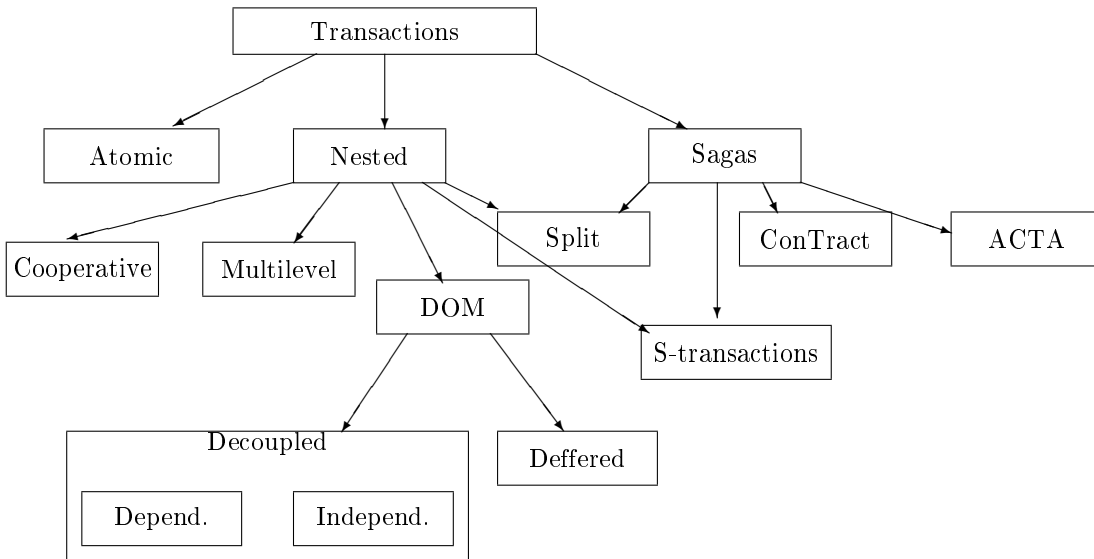 Transactions
Atomic
Nested
Sagas
Split
ConTract
ACTA
Cooperative
Multilevel
DOM
S-transactions
Decoupled
Deffered
Depend.
Independ.